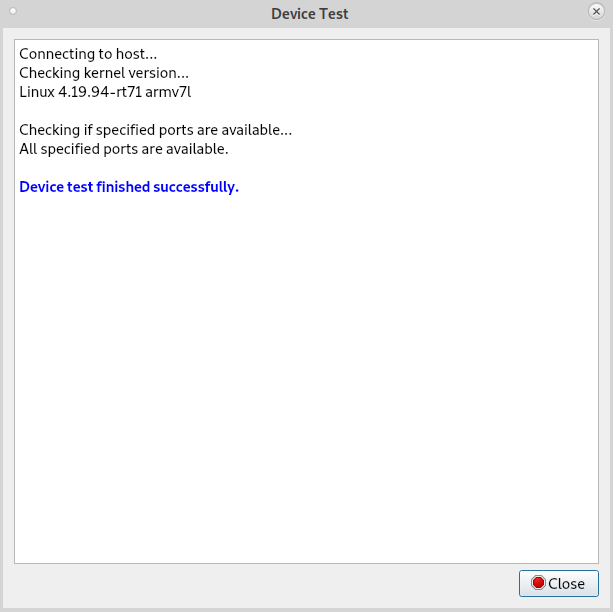 Device Test
Connecting to host...
Checking kernel version...
Linux 4.19.94-rt71 armv7l
Checking if specified ports are available...
All specified ports are available.
Device test finished successfully.
Close